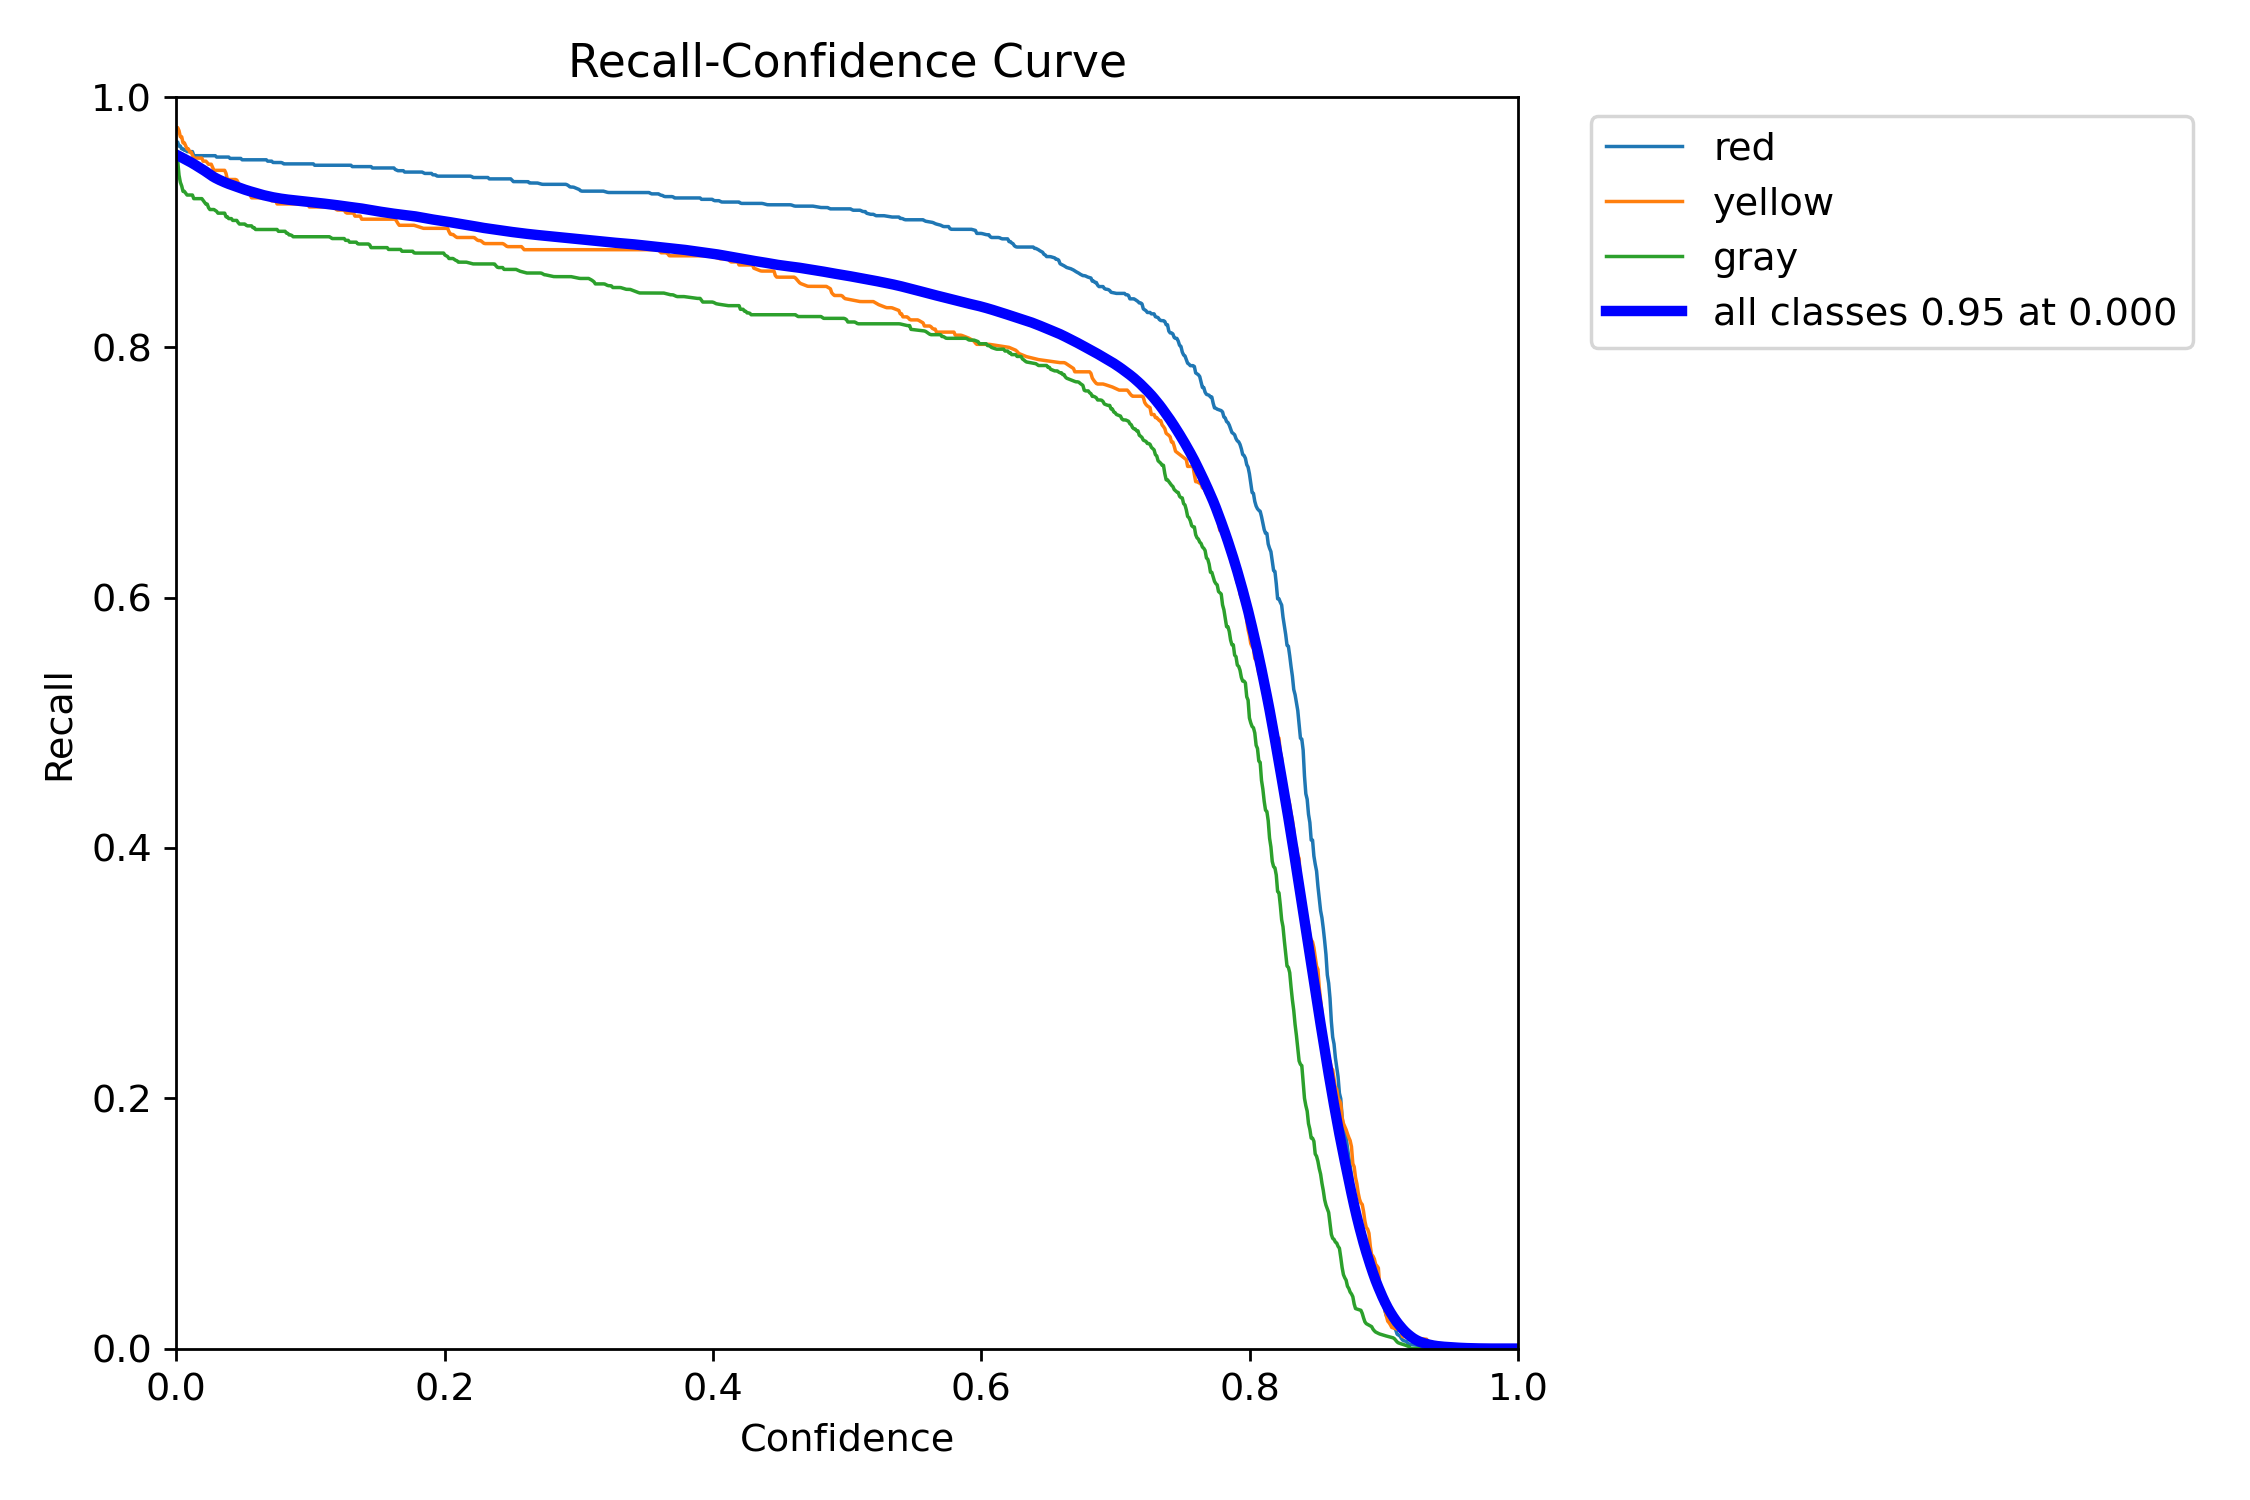 Recall-Confidence Curve
1.0
0.8
0.6
0.4
0.2
0.0
Recall
0.0 0.2 0.4 0.6 0.8 1.0
Confidence
red
yellow
gray
all classes 0.95 at 0.000